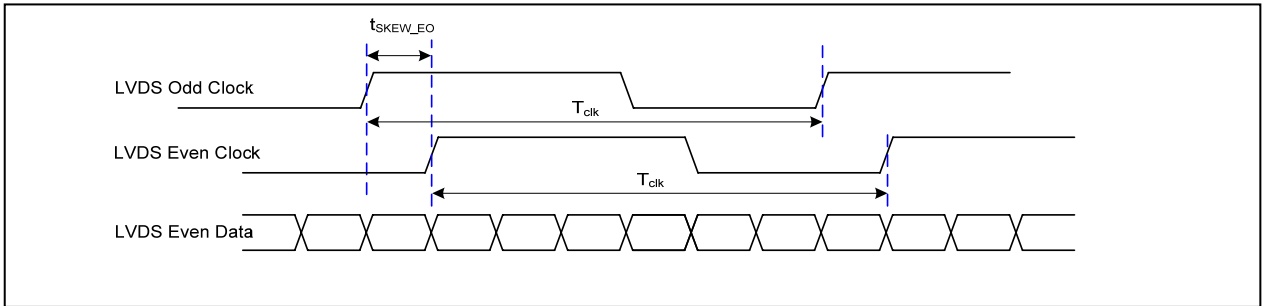 tSKEW_EO
LVDS Odd Clock
Tclk
LVDS Even Clock
Tclk
LVDS Even Data